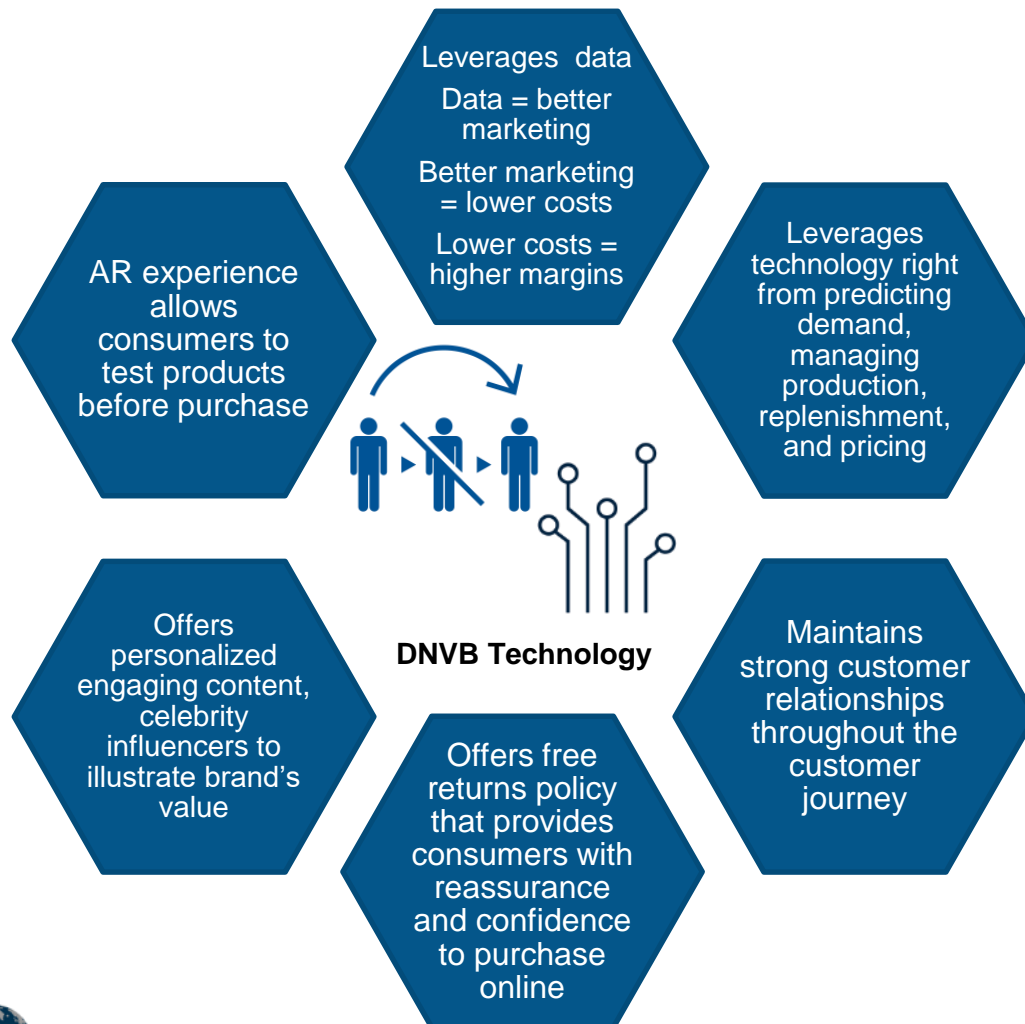 Leverages data
Data = better
marketing
Better marketing
= lower costs
Lower costs =
higher margins
AR experience
allows
consumers to
test products
before purchase
Leverages
technology right
from predicting
demand,
managing
production,
replenishment,
and pricing
DNVB Technology
Offers
personalized
engaging content,
celebrity
influencers to
illustrate brand’s
value
Maintains
strong customer
relationships
throughout the
customer
journey
Offers free
returns policy
that provides
consumers with
reassurance
and confidence
to purchase
online